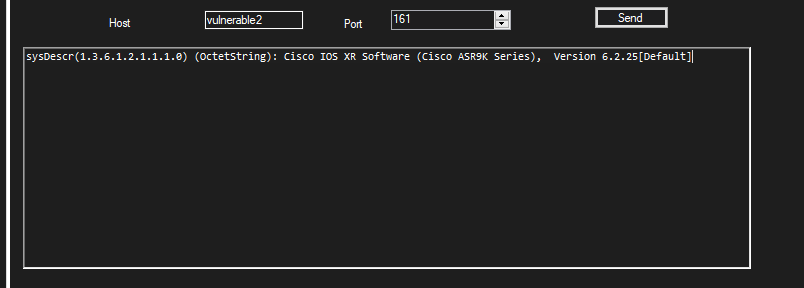 Host vulnerable2 Port 161 Send
sysDescr(1.3.6.1.2.1.1.1.0) (OctetString): Cisco IOS XR Software (Cisco ASR9K Series),  Version 6.2.25[Default]